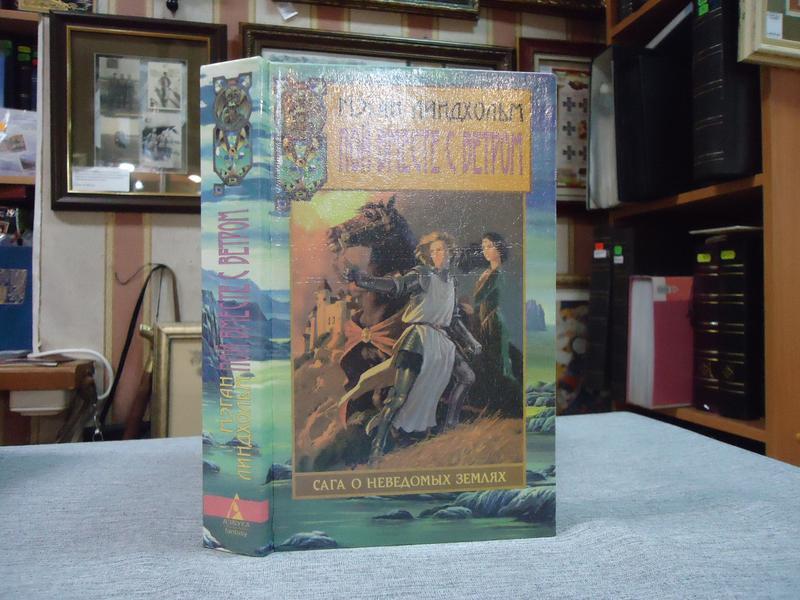 МЭГАН ЛИНДХОЛЬМ
ПОЙ ВМЕСТЕ С ВЕТРОМ
САГА О НЕВЕДОМЫХ ЗЕМЛЯХ
МЭГАН
ЛИНДХОЛЬМ
ПОЙ ВМЕСТЕ С ВЕТРОМ
АЗБУКА
fantasy